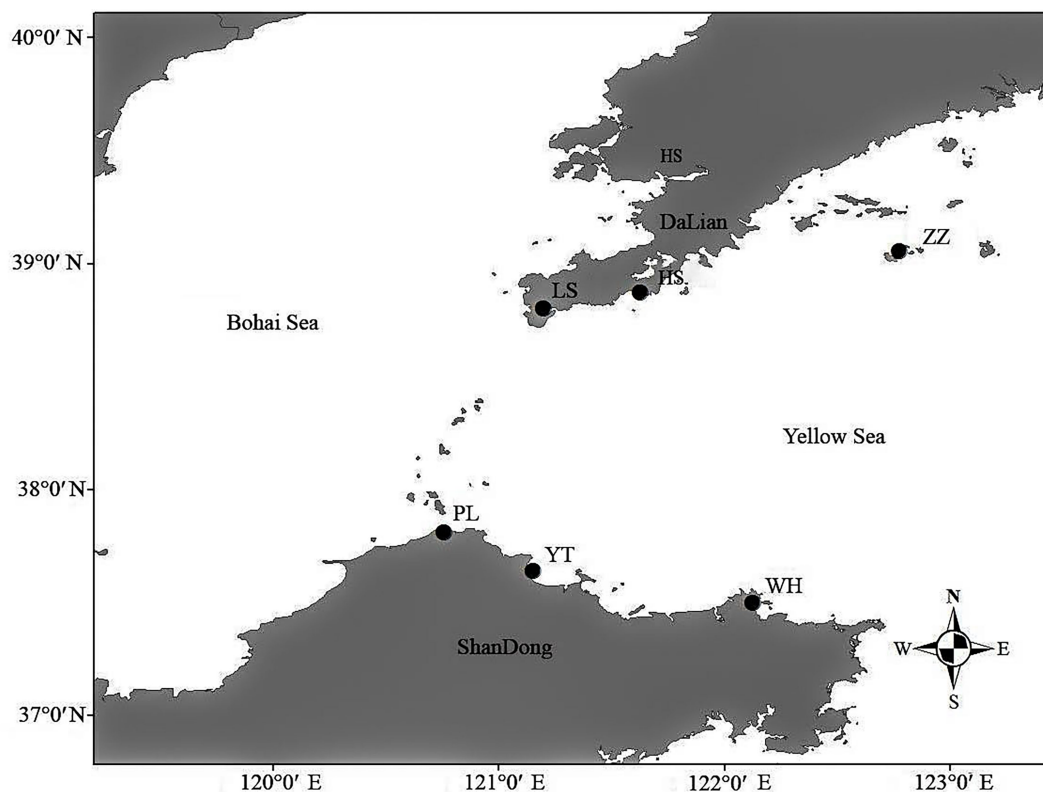 40°0′ N
HS
DaLian
ZZ
39°0′ N
HS
LS
Bohai Sea
Yellow Sea
38°0′ N
PL
YT
WH
N
ShanDong
W
E
S
37°0′ N
120°0′ E
121°0′ E
122°0′ E
123°0′ E